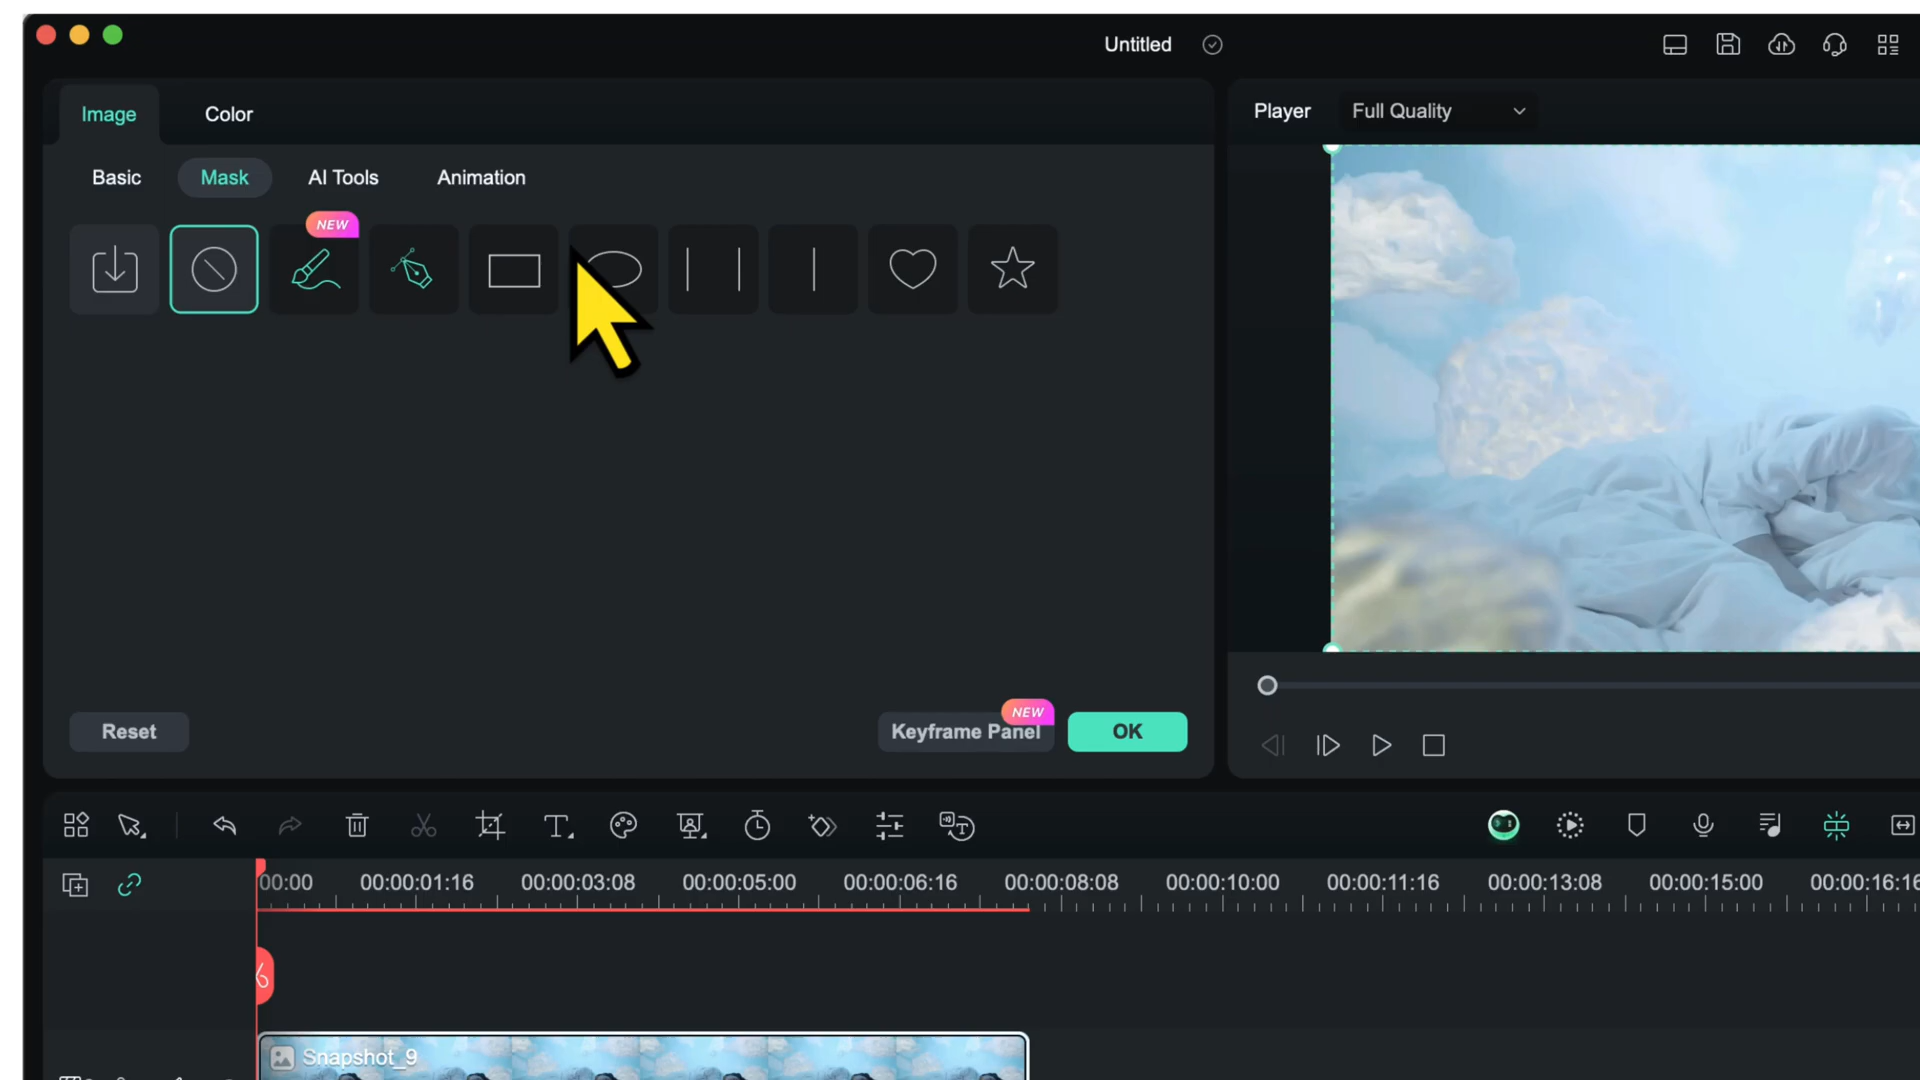 Untitled
Image
Color
Player
Full Quality
Basic
Mask
AI Tools
Animation
NEW
NEW
Reset
Keyframe Panel
OK
00:00
00:00:01:16
00:00:03:08
00:00:05:00
00:00:06:16
00:00:08:08
00:00:10:00
00:00:11:16
00:00:13:08
00:00:15:00
00:00:16:16
Snapshot_9